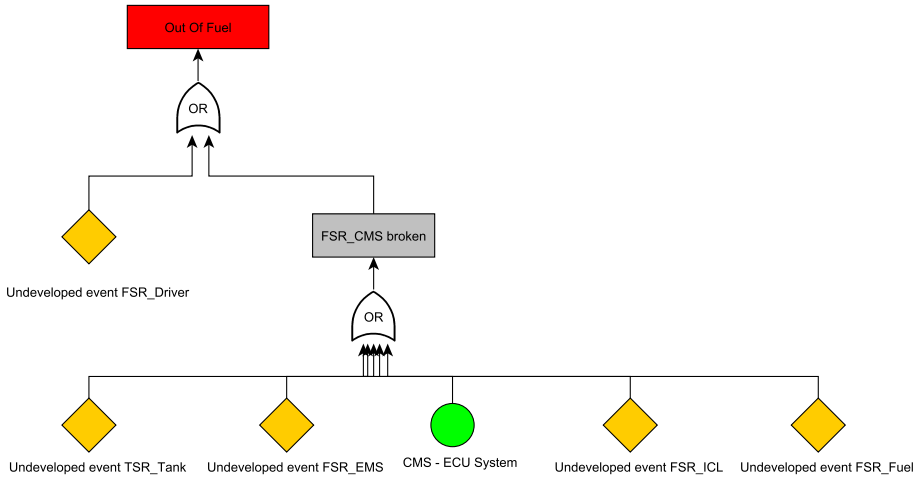 Out Of Fuel
OR
FSR_CMS broken
Undeveloped event FSR_Driver
OR
Undeveloped event TSR_Tank
Undeveloped event FSR_EMS
CMS - ECU System
Undeveloped event FSR_ICL
Undeveloped event FSR_Fuel